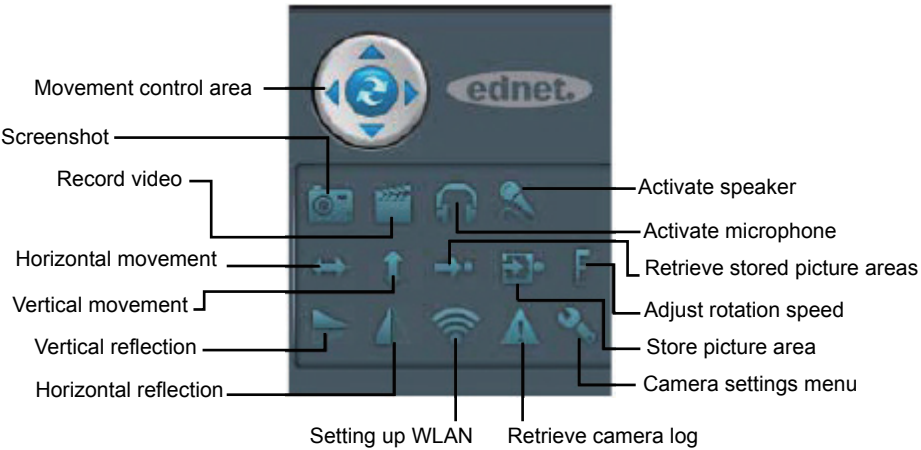 Movement control area
ednet.
Screenshot
Record video
Activate speaker
Activate microphone
Horizontal movement
Retrieve stored picture areas
Vertical movement
Adjust rotation speed
Vertical reflection
Store picture area
Horizontal reflection
Camera settings menu
Setting up WLAN
Retrieve camera log